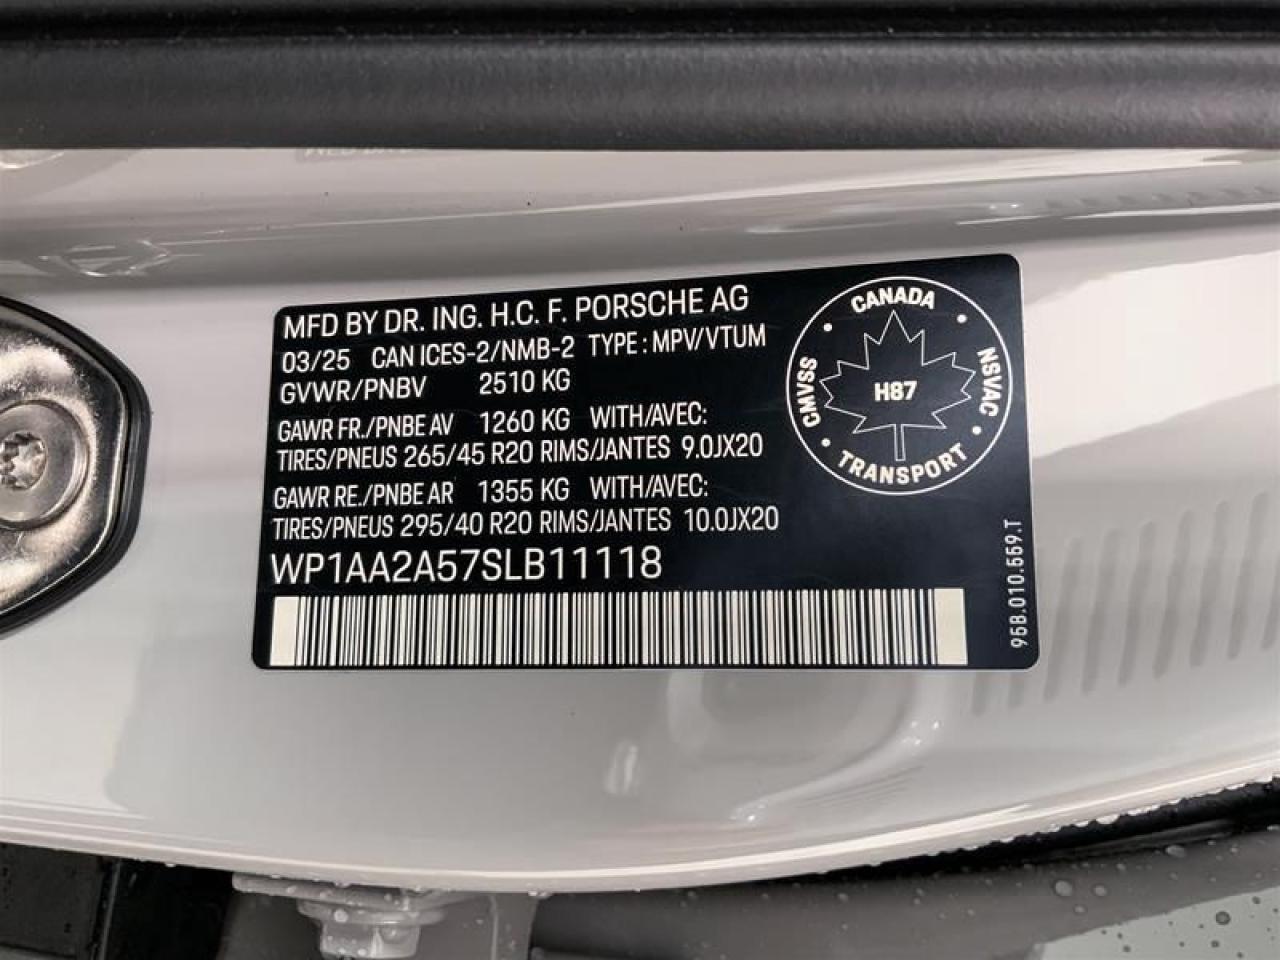 MFD BY DR. ING. H.C. F. PORSCHE AG
03/25 CAN ICES-2/NMB-2 TYPE : MPV/VTUM
GVWR/PNBV 2510 KG
GAWR FR./PNBE AV 1260 KG WITH/AVEC:
TIRES/PNEUS 265/45 R20 RIMS/JANTES 9.0JX20
GAWR RE./PNBE AR 1355 KG WITH/AVEC:
TIRES/PNEUS 295/40 R20 RIMS/JANTES 10.0JX20
WP1AA2A57SLB11118
CANADA
CMVSS
NSVAC
H87
TRANSPORT
95B.010.559.T